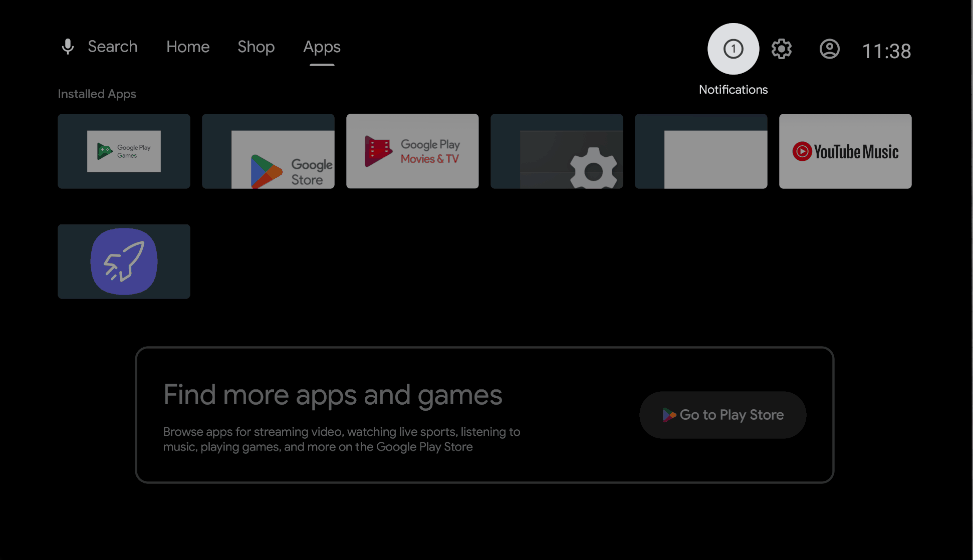 Search Home Shop Apps 1 11:38
Notifications
Installed Apps
Google Play
Games
Google
Store
Google Play
Movies & TV
YouTube Music
Find more apps and games
Browse apps for streaming video, watching live sports, listening to
music, playing games, and more on the Google Play Store
Go to Play Store